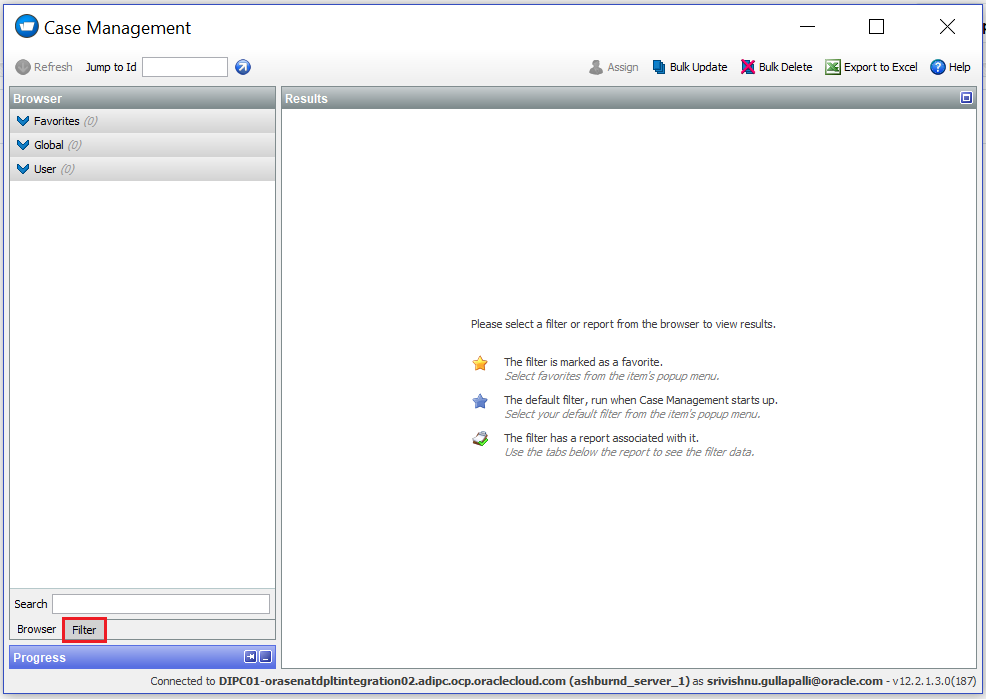 Case Management
Refresh Jump to Id Assign Bulk Update Bulk Delete Export to Excel Help
Browser
Favorites (0)
Global (0)
User (0)
Search
Browser Filter
Progress
Results
Please select a filter or report from the browser to view results.
The filter is marked as a favorite.
Select favorites from the item's popup menu.
The default filter, run when Case Management starts up.
Select your default filter from the item's popup menu.
The filter has a report associated with it.
Use the tabs below the report to see the filter data.
Connected to DIPC01-orasenatdpltintegration02.adipc.ocp.oraclecloud.com (ashburnd_server_1) as srivishnu.gullapalli@oracle.com - v12.2.1.3.0(187)